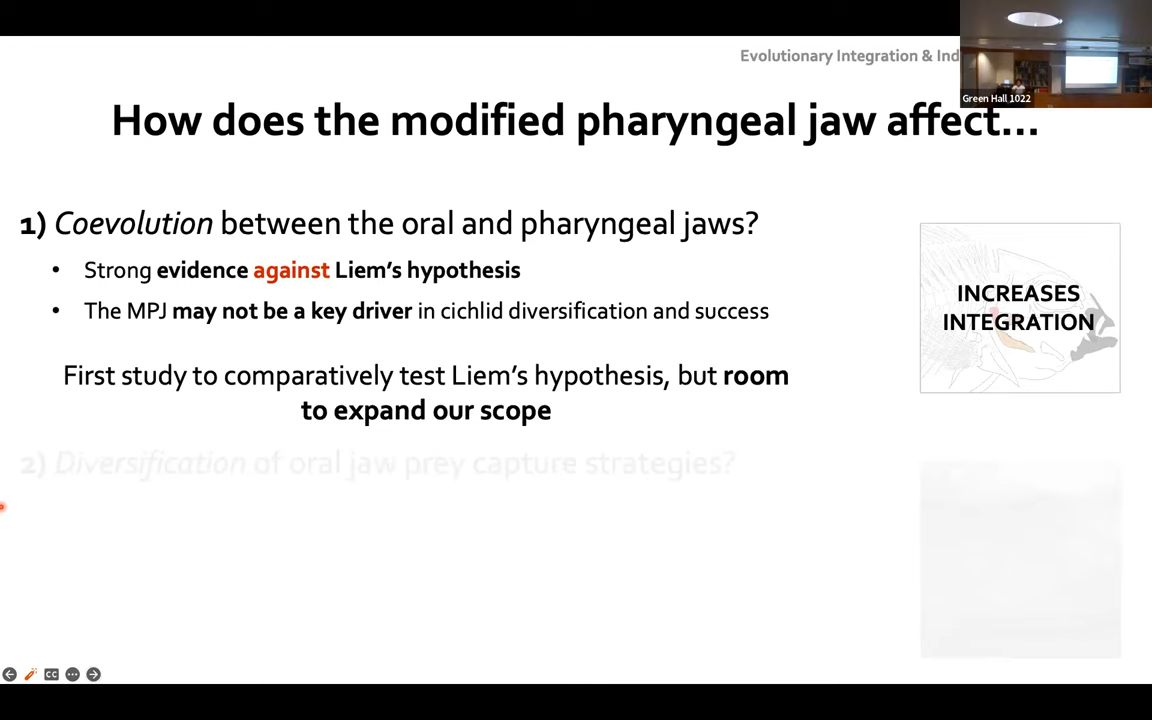 Evolutionary Integration & Ind
Green Hall 1022
How does the modified pharyngeal jaw affect...
1) Coevolution between the oral and pharyngeal jaws?
• Strong evidence against Liem's hypothesis
• The MPJ may not be a key driver in cichlid diversification and success
INCREASES
INTEGRATION
First study to comparatively test Liem's hypothesis, but room
to expand our scope
2) Diversification of oral jaw prey capture strategies?
CC